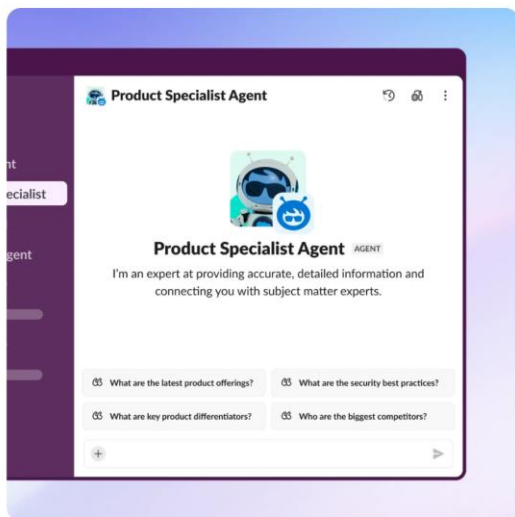 Product Specialist Agent
nt
ecialist
gent
Product Specialist Agent AGENT
I'm an expert at providing accurate, detailed information and
connecting you with subject matter experts.
What are the latest product offerings?
What are the security best practices?
What are key product differentiators?
Who are the biggest competitors?